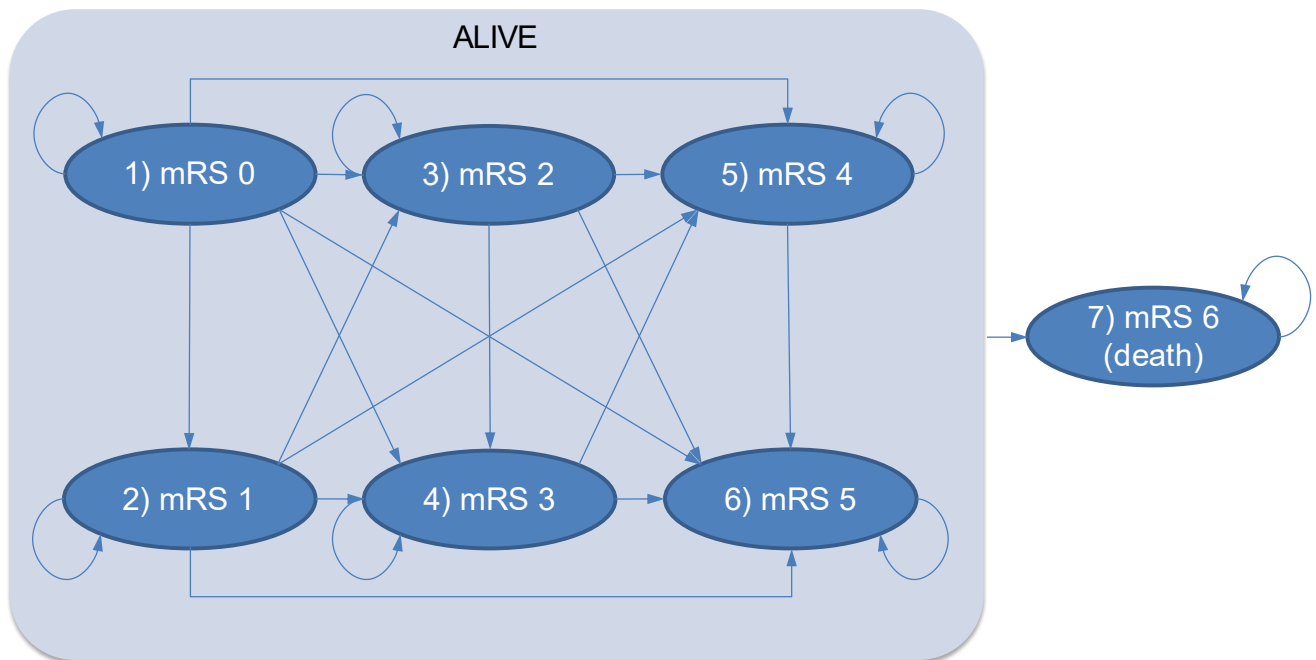 ALIVE
1) mRS 0
3) mRS 2
5) mRS 4
7) mRS 6
(death)
2) mRS 1
4) mRS 3
6) mRS 5